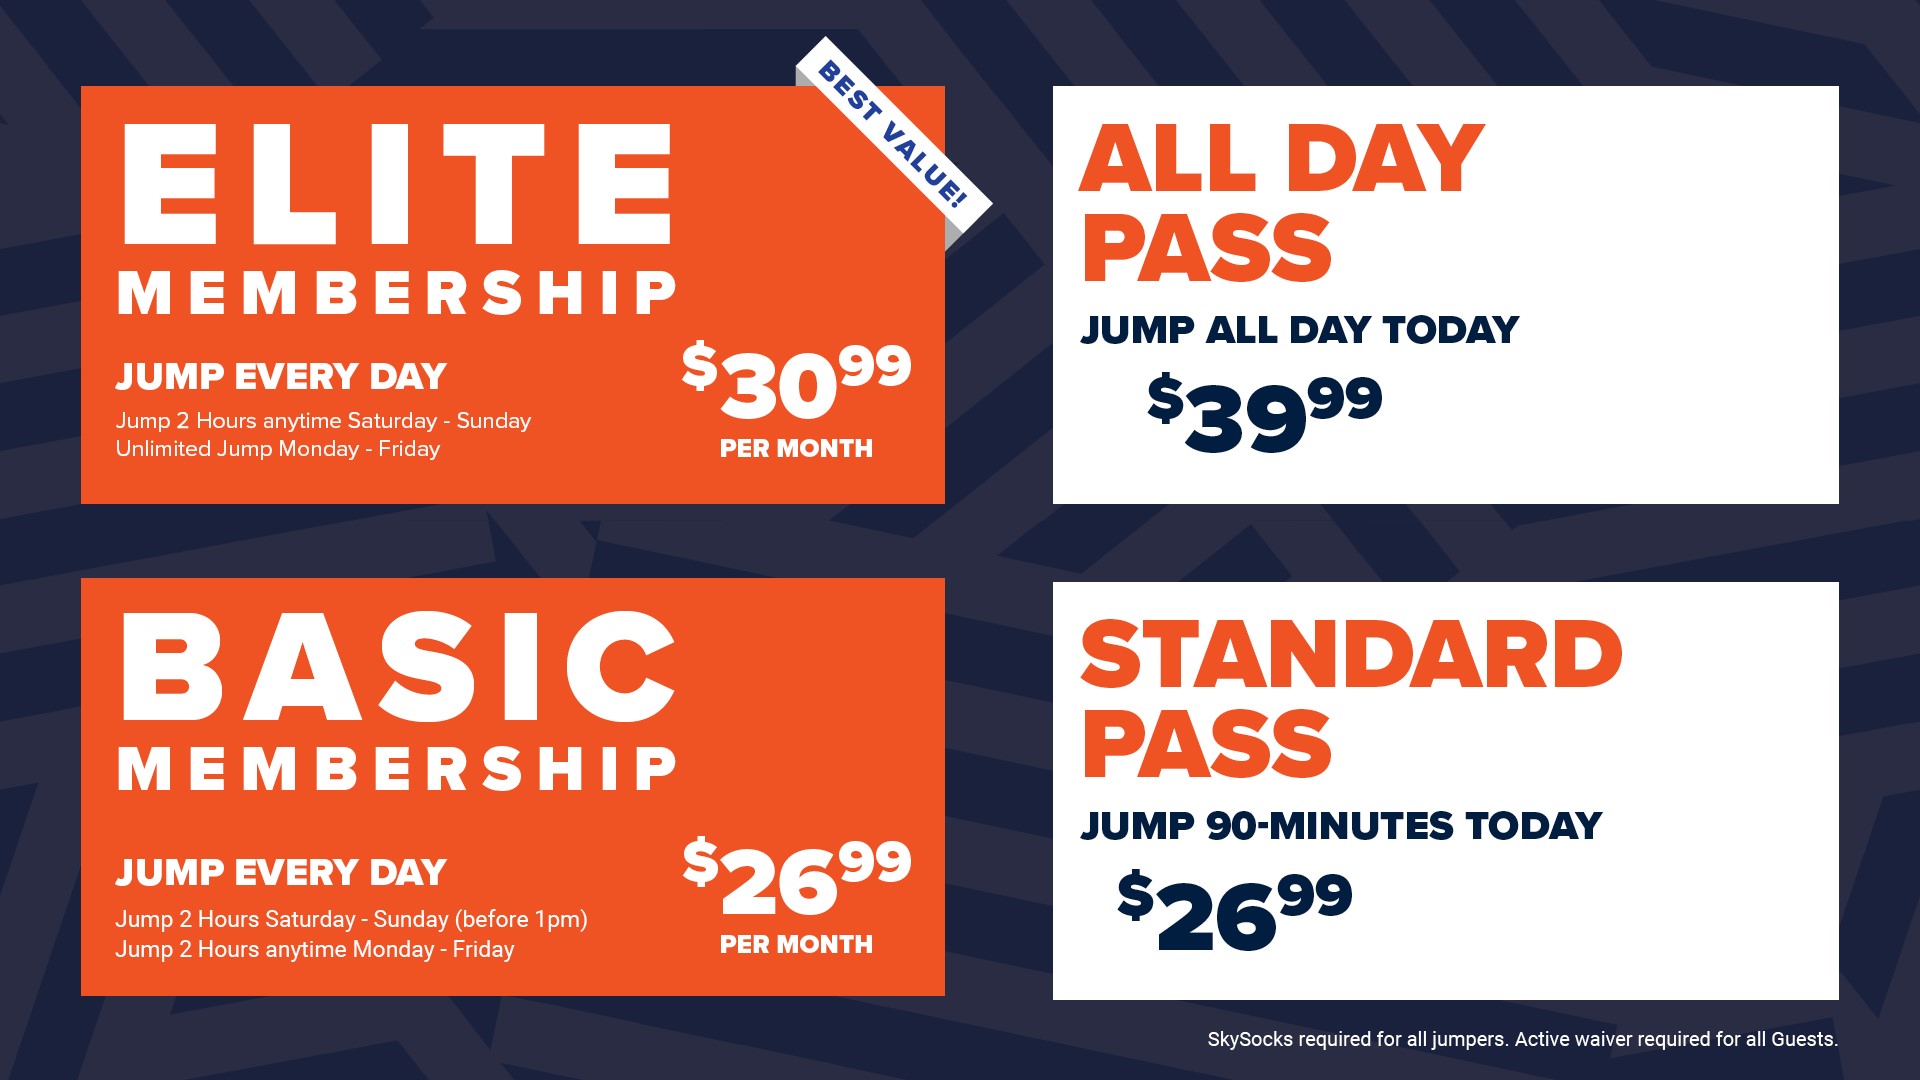 ELITE
MEMBERSHIP
BEST VALUE!
JUMP EVERY DAY
Jump 2 Hours anytime Saturday - Sunday
Unlimited Jump Monday - Friday
$30.99
PER MONTH
ALL DAY
PASS
JUMP ALL DAY TODAY
$39.99
BASIC
MEMBERSHIP
JUMP EVERY DAY
Jump 2 Hours Saturday - Sunday (before 1pm)
Jump 2 Hours anytime Monday - Friday
$26.99
PER MONTH
STANDARD
PASS
JUMP 90-MINUTES TODAY
$26.99
SkySocks required for all jumpers. Active waiver required for all Guests.